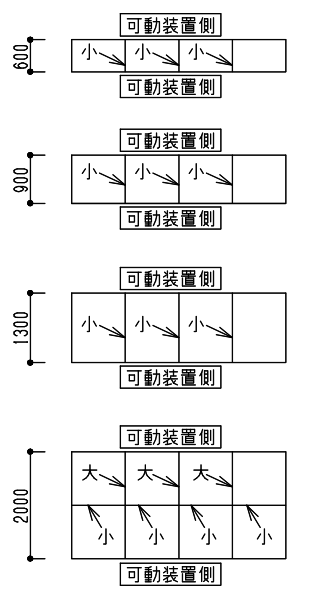 可動装置側
600
小 小 小
可動装置側
可動装置側
900
小 小 小
可動装置側
可動装置側
1300
小 小 小
可動装置側
可動装置側
2000
大 大 大
小 小 小 小
可動装置側